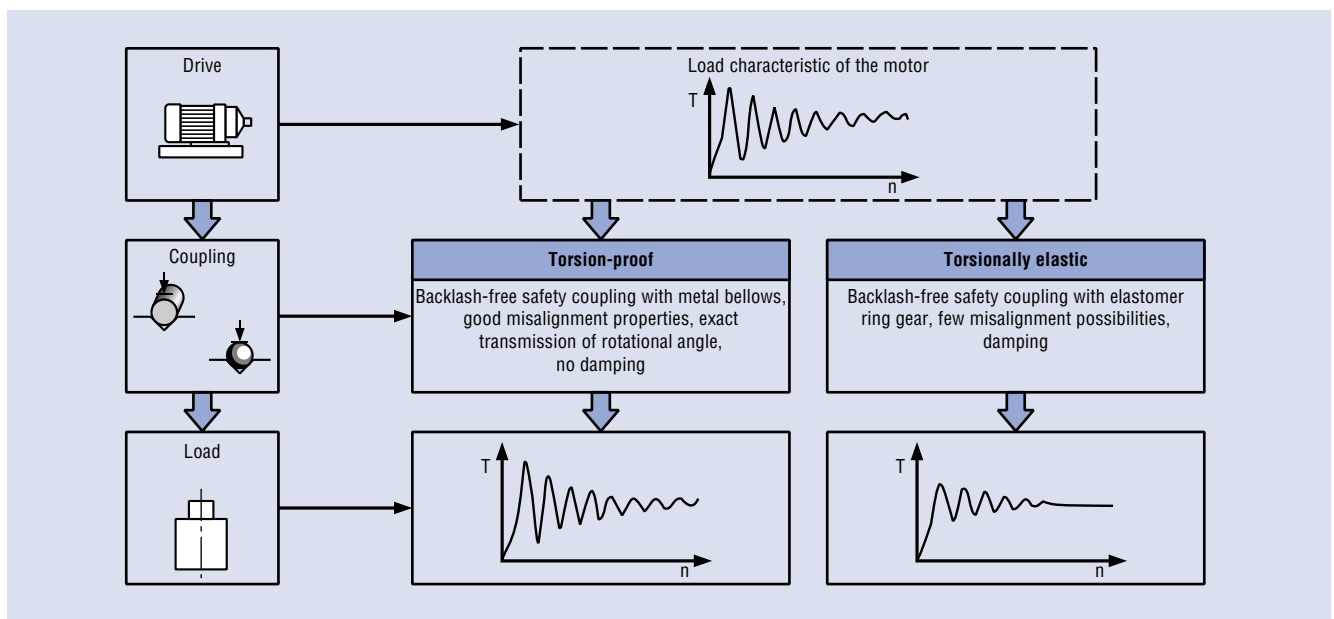 Drive
Load characteristic of the motor
T
n
Coupling
Torsion-proof
Backlash-free safety coupling with metal bellows,
good misalignment properties, exact
transmission of rotational angle,
no damping
Torsionally elastic
Backlash-free safety coupling with elastomer
ring gear, few misalignment possibilities,
damping
Load
T
n
T
n